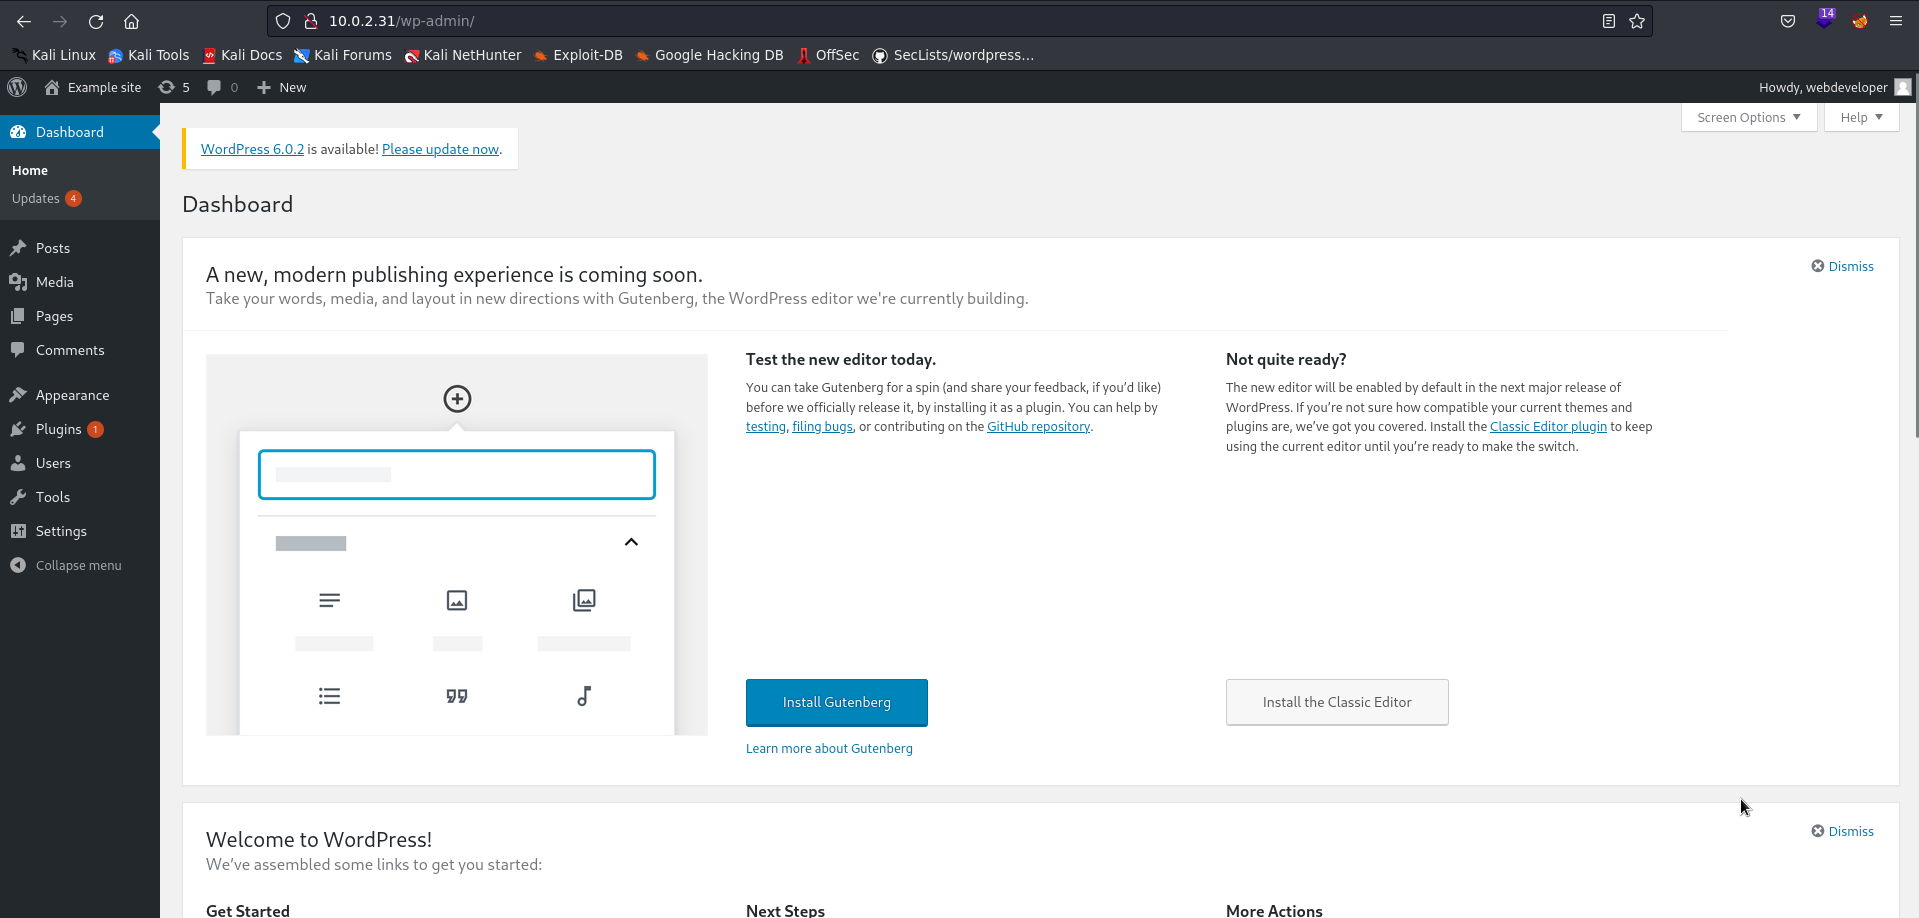 10.0.2.31/wp-admin/
14
Kali Linux Kali Tools Kali Docs Kali Forums Kali NetHunter Exploit-DB Google Hacking DB OffSec SecLists/wordpress...
Example site 5 0 New Howdy, webdeveloper
Dashboard
Home
Updates 4
Posts
Media
Pages
Comments
Appearance
Plugins 1
Users
Tools
Settings
Collapse menu
Screen Options Help
WordPress 6.0.2 is available! Please update now.
Dashboard
A new, modern publishing experience is coming soon.
Dismiss
Take your words, media, and layout in new directions with Gutenberg, the WordPress editor we're currently building.
Test the new editor today.
You can take Gutenberg for a spin (and share your feedback, if you'd like)
before we officially release it, by installing it as a plugin. You can help by
testing, filing bugs, or contributing on the GitHub repository.
Install Gutenberg
Learn more about Gutenberg
Not quite ready?
The new editor will be enabled by default in the next major release of
WordPress. If you're not sure how compatible your current themes and
plugins are, we've got you covered. Install the Classic Editor plugin to keep
using the current editor until you're ready to make the switch.
Install the Classic Editor
Welcome to WordPress!
Dismiss
We've assembled some links to get you started:
Get Started Next Steps More Actions